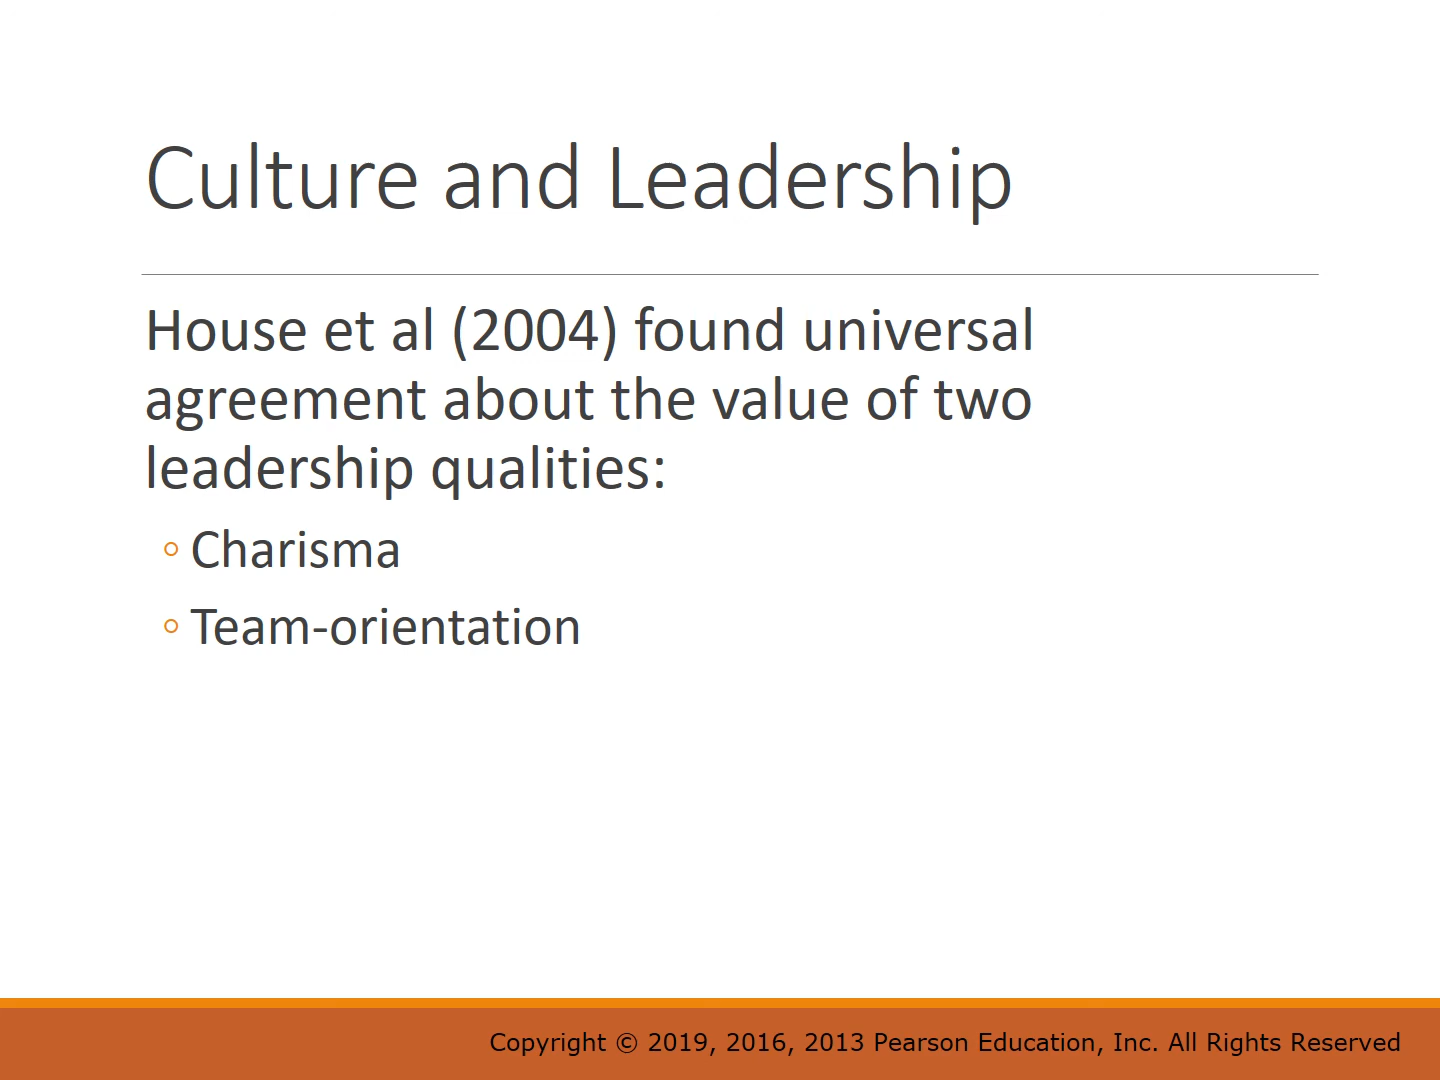 Culture and Leadership
House et al (2004) found universal
agreement about the value of two
leadership qualities:
◦ Charisma
◦ Team-orientation
Copyright © 2019, 2016, 2013 Pearson Education, Inc. All Rights Reserved